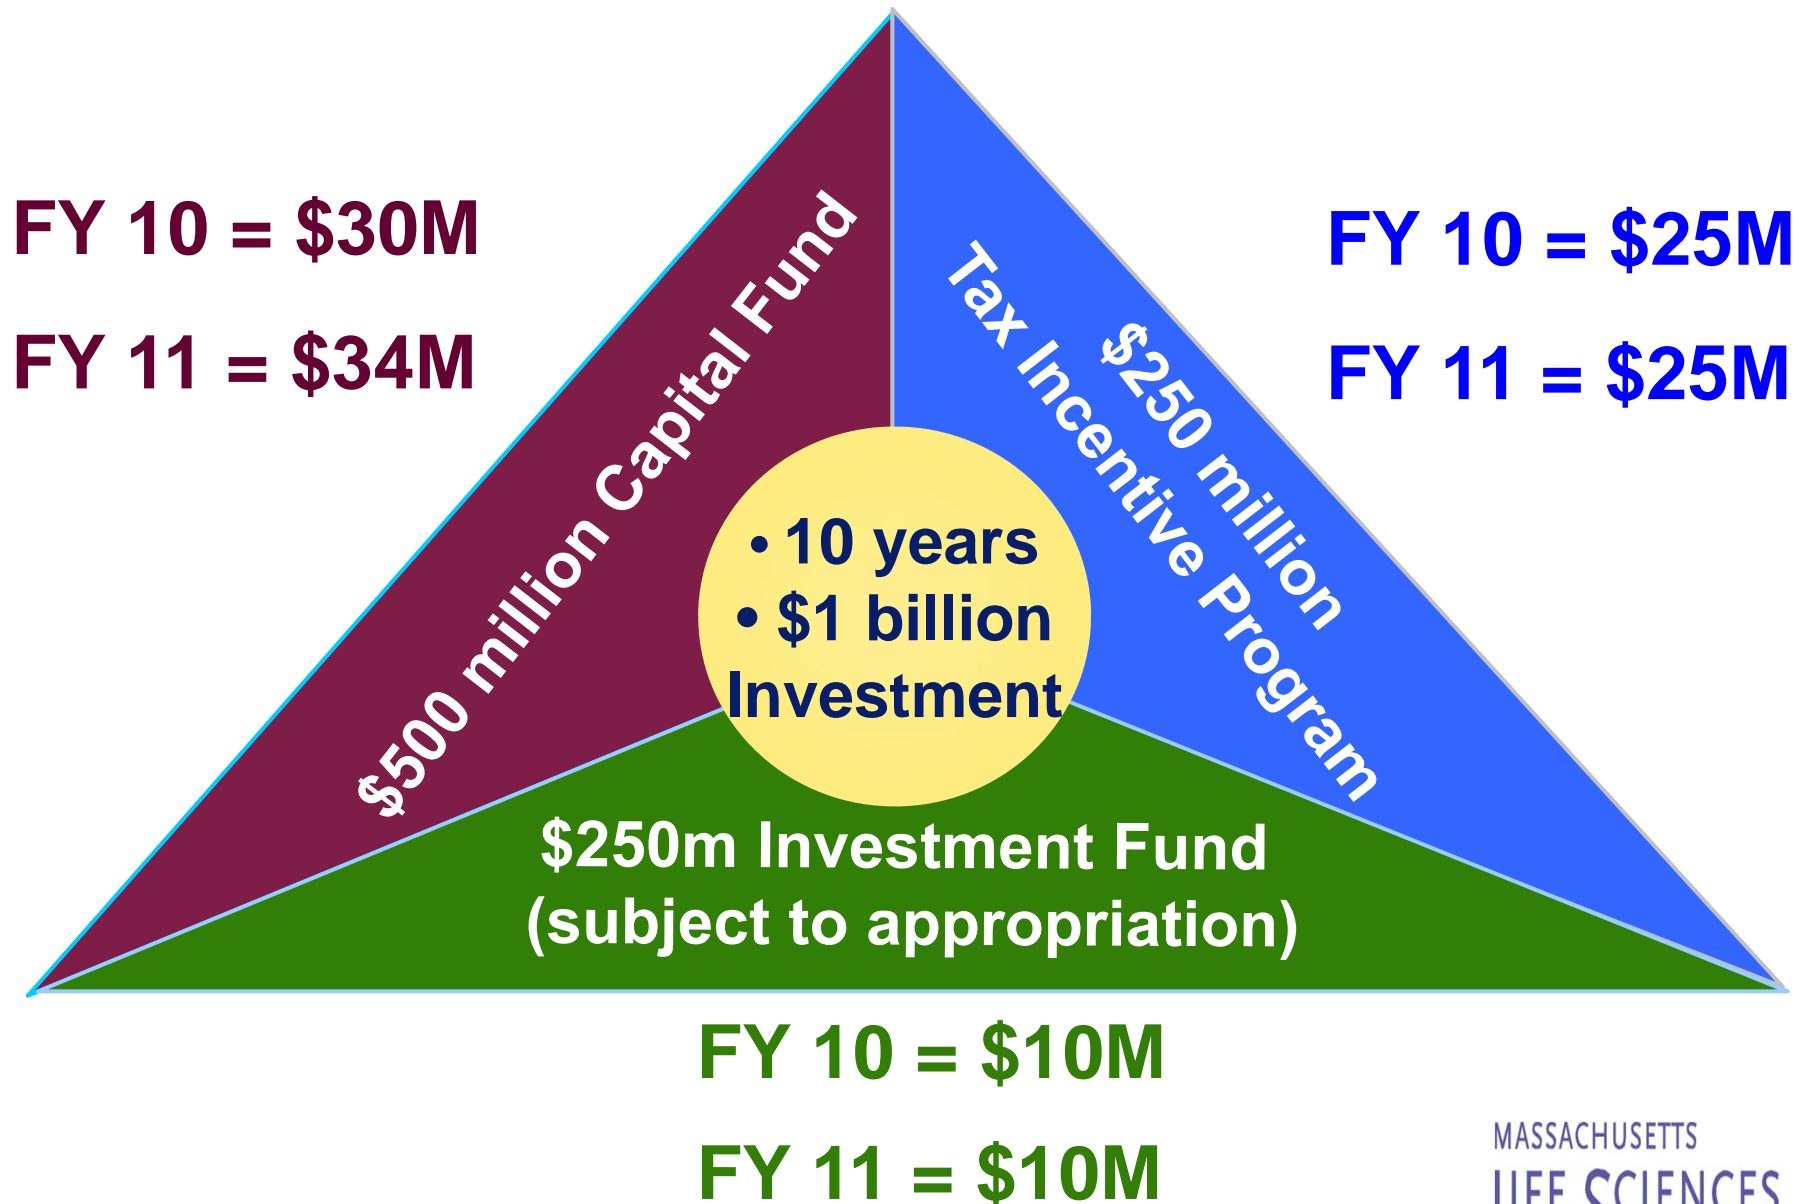 FY 10 = $30M
FY 11 = $34M
$500 million Capital Fund
$250 million
Tax Incentive Program
FY 10 = $25M
FY 11 = $25M
• 10 years
• $1 billion
Investment
$250m Investment Fund
(subject to appropriation)
FY 10 = $10M
FY 11 = $10M
MASSACHUSETTS
LIFE SCIENCES